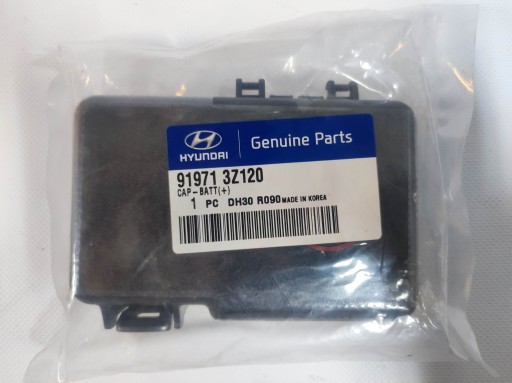 HYUNDAI
Genuine Parts
91971 3Z120
CAP-BATT(+)
1 PC DH30 R090 MADE IN KOREA